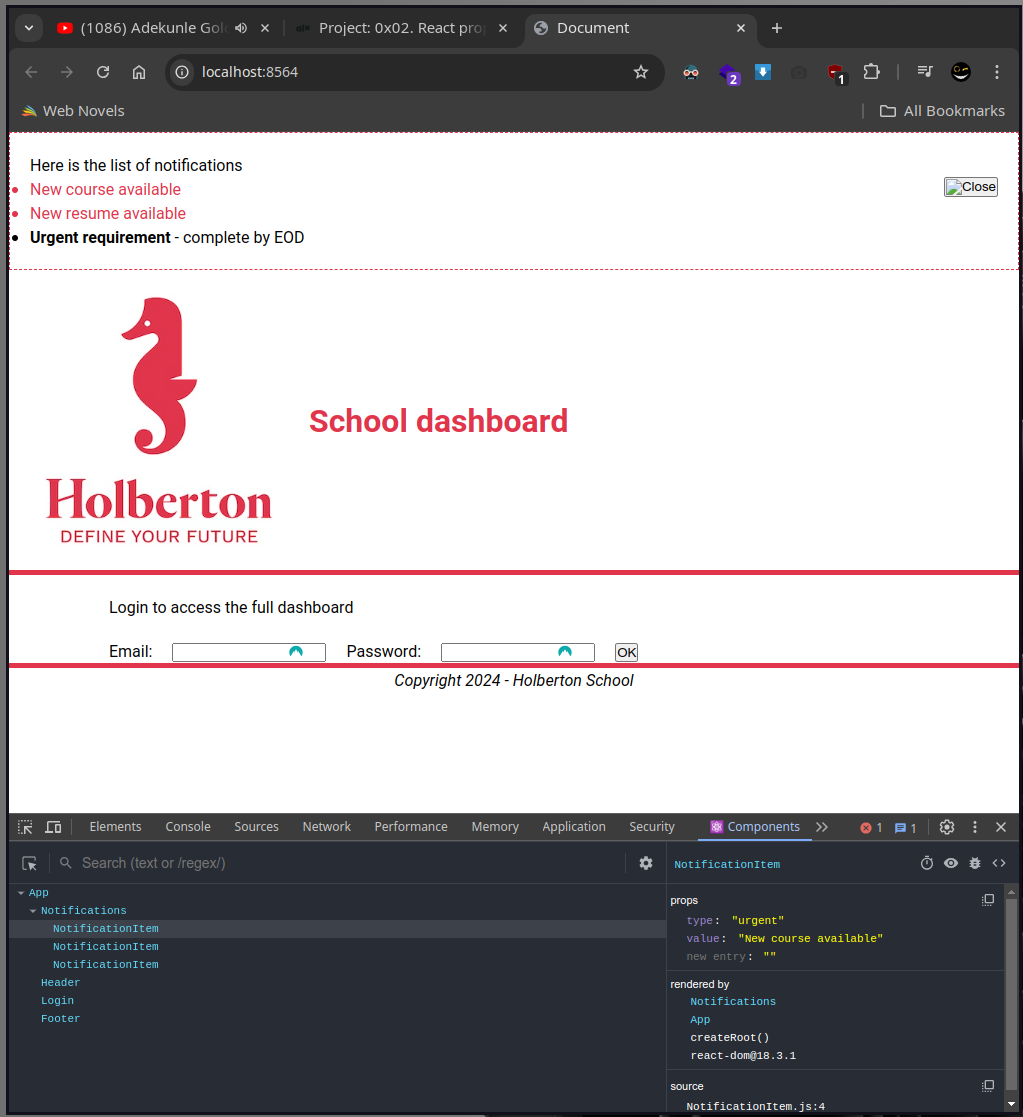 (1086) Adekunle Gol
Project: 0x02. React pro
Document
localhost:8564
2
1
Web Novels
All Bookmarks
Here is the list of notifications
New course available
New resume available
Urgent requirement - complete by EOD
Close
School dashboard
Holberton
DEFINE YOUR FUTURE
Login to access the full dashboard
Email: Password: OK
Copyright 2024 - Holberton School
Elements Console Sources Network Performance Memory Application Security Components 1 1
Search (text or /regex/)
NotificationItem
App
Notifications
NotificationItem
NotificationItem
NotificationItem
Header
Login
Footer
props
type: "urgent"
value: "New course available"
new entry: ""
rendered by
Notifications
App
createRoot()
react-dom@18.3.1
source
NotificationItem.js:4